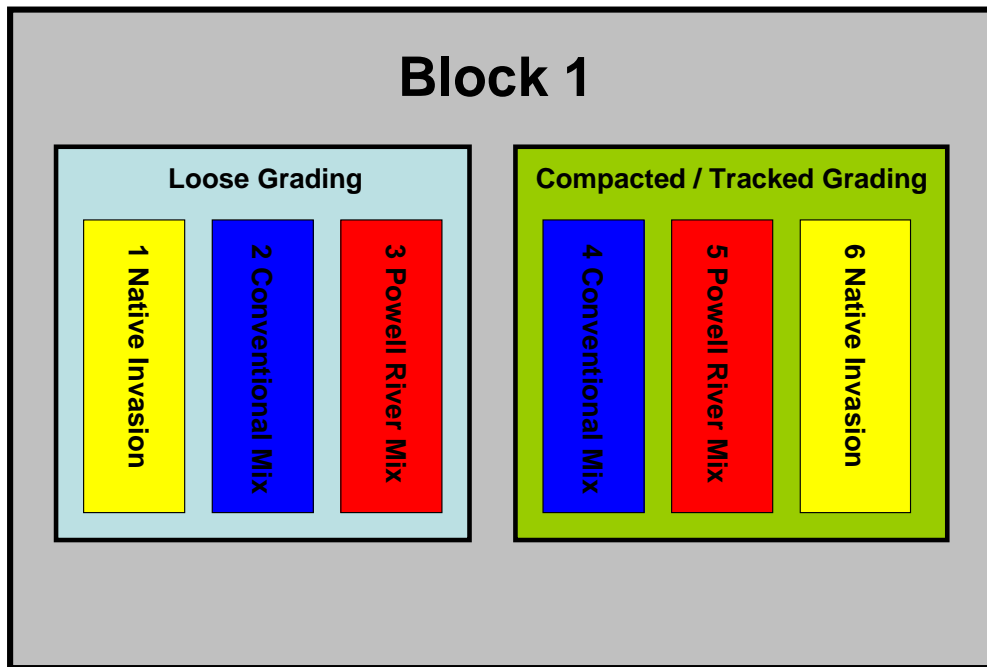 Block 1
Loose Grading
1 Native Invasion
2 Conventional Mix
3 Powell River Mix
Compacted / Tracked Grading
4 Conventional Mix
5 Powell River Mix
6 Native Invasion